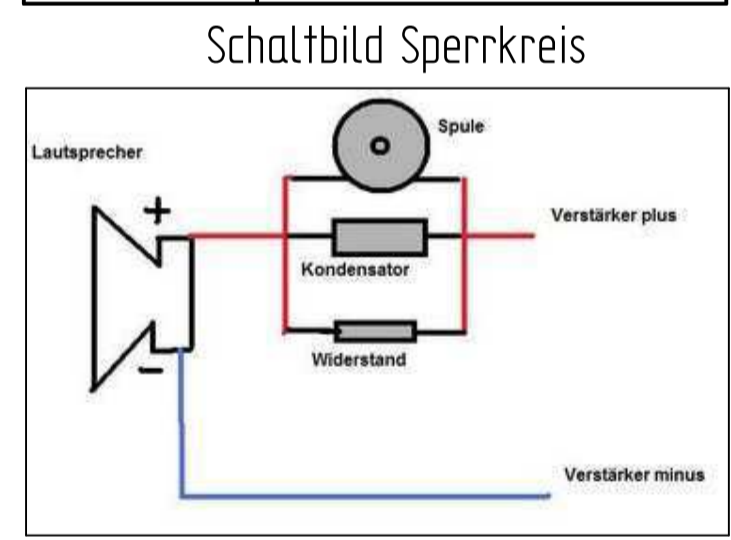 Schaltbild Sperrkreis
Spule
Lautsprecher
+
Verstärker plus
Kondensator
Widerstand
−
Verstärker minus